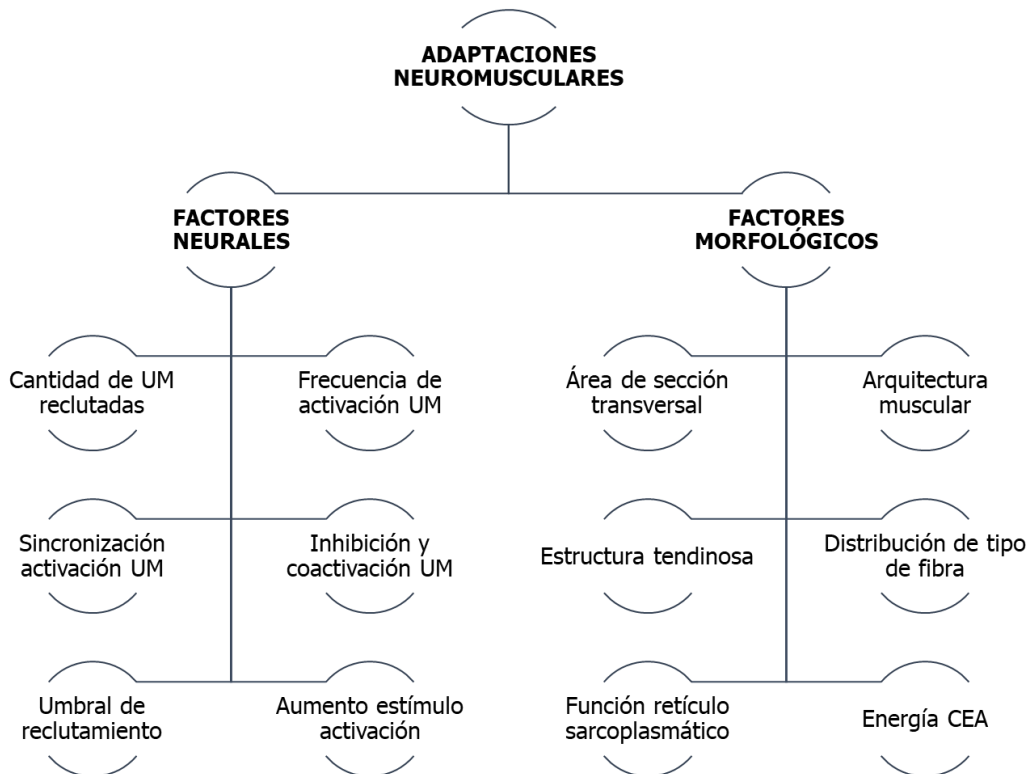 ADAPTACIONES
NEUROMUSCULARES
FACTORES
NEURALES
FACTORES
MORFOLÓGICOS
Cantidad de UM
reclutadas
Frecuencia de
activación UM
Área de sección
transversal
Arquitectura
muscular
Sincronización
activación UM
Inhibición y
coactivación UM
Estructura tendinosa
Distribución de tipo
de fibra
Umbral de
reclutamiento
Aumento estímulo
activación
Función retículo
sarcoplasmático
Energía CEA